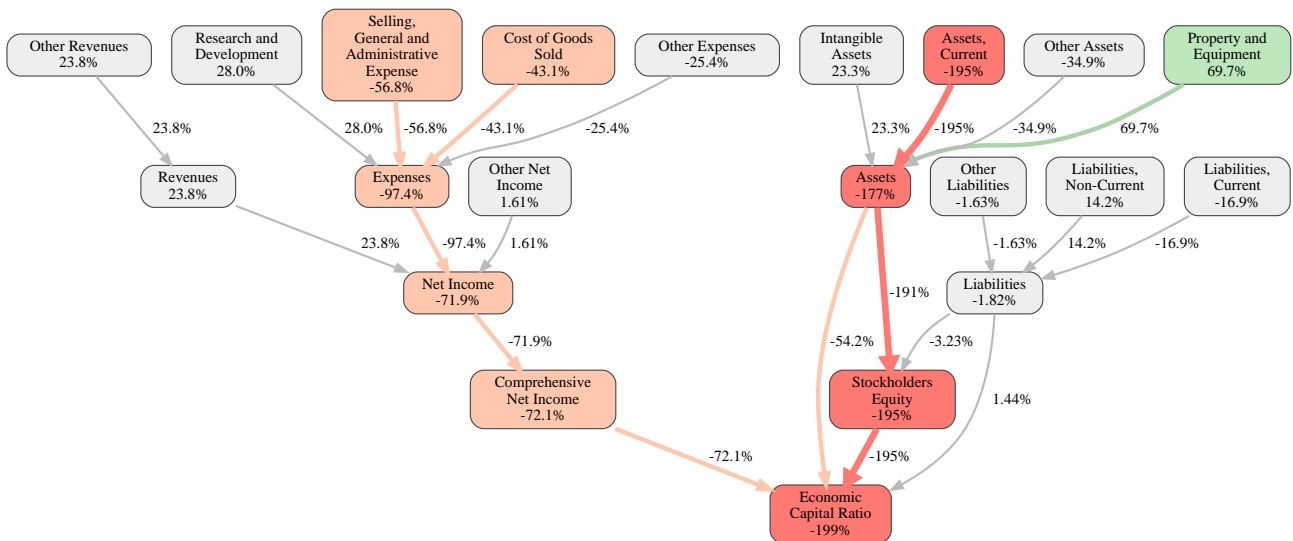 Other Revenues
23.8%
Research and
Development
28.0%
Selling,
General and
Administrative
Expense
-56.8%
Cost of Goods
Sold
-43.1%
Other Expenses
-25.4%
Intangible
Assets
23.3%
Assets,
Current
-195%
Other Assets
-34.9%
Property and
Equipment
69.7%
23.8%
28.0%
-56.8%
-43.1%
-25.4%
23.3%
-195%
-34.9%
69.7%
Revenues
23.8%
Expenses
-97.4%
Other Net
Income
1.61%
Assets
-177%
Other
Liabilities
-1.63%
Liabilities,
Non-Current
14.2%
Liabilities,
Current
-16.9%
23.8%
-97.4%
1.61%
-1.63%
14.2%
-16.9%
Net Income
-71.9%
-191%
Liabilities
-1.82%
-71.9%
-54.2%
-3.23%
Comprehensive
Net Income
-72.1%
Stockholders
Equity
-195%
1.44%
-72.1%
-195%
Economic
Capital Ratio
-199%